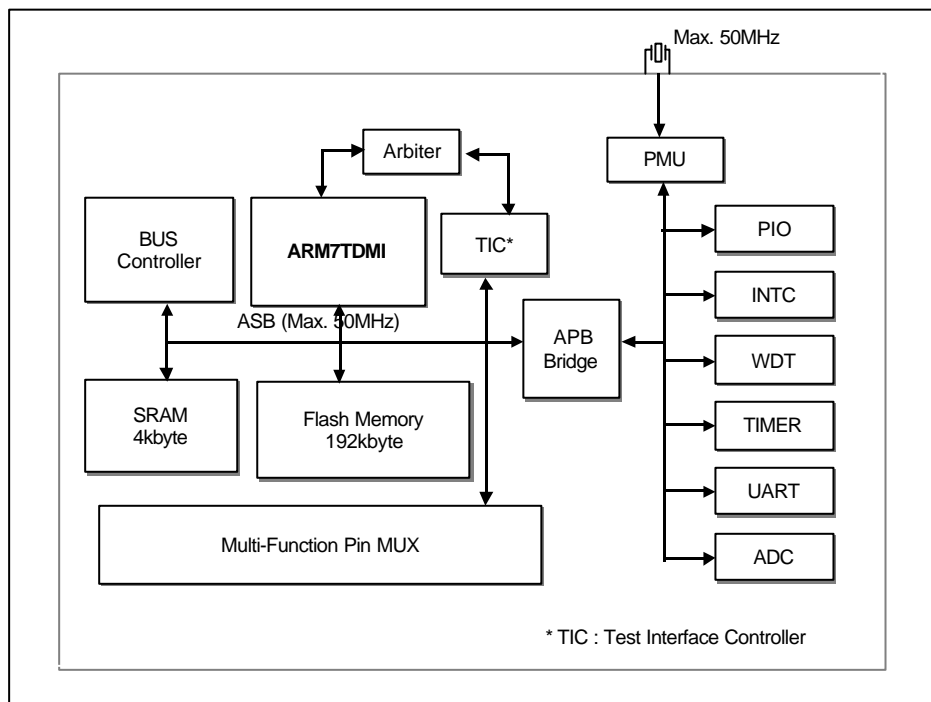 Max. 50MHz
Arbiter
PMU
BUS
Controller
ARM7TDMI
TIC*
PIO
INTC
ASB (Max. 50MHz)
APB
Bridge
WDT
SRAM
4kbyte
Flash Memory
192kbyte
TIMER
UART
Multi-Function Pin MUX
ADC
* TIC : Test Interface Controller